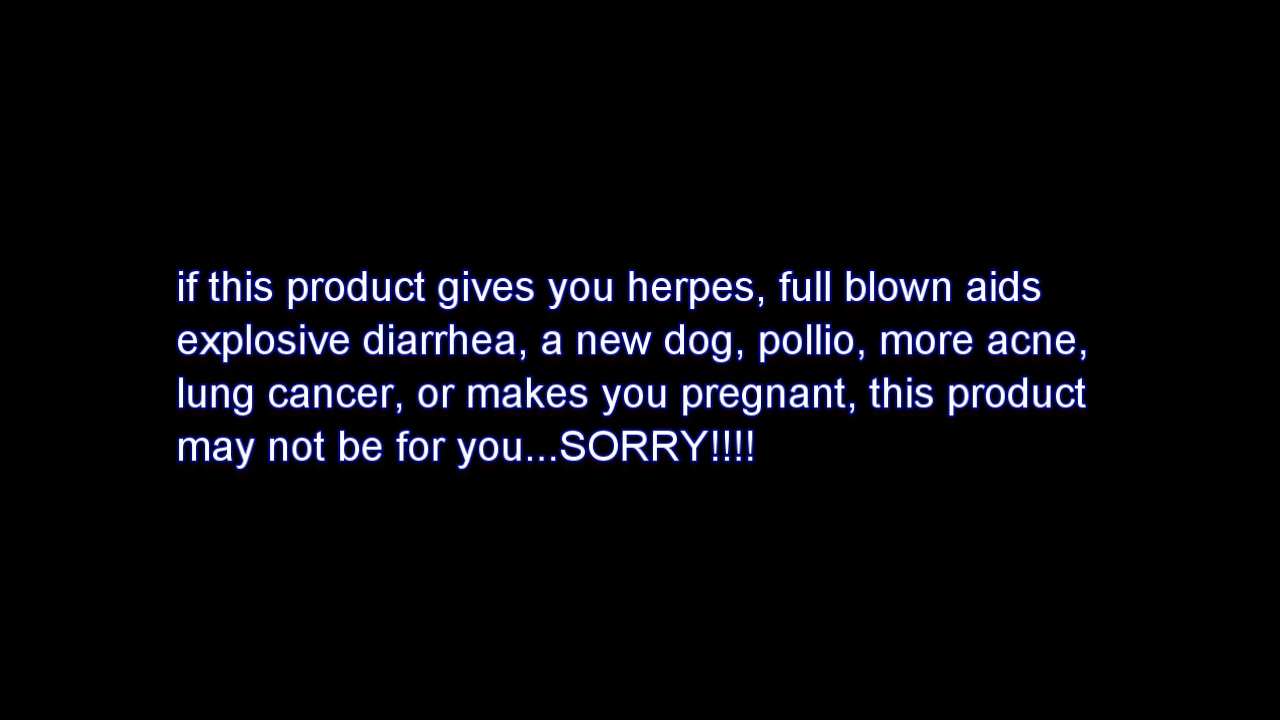 if this product gives you herpes, full blown aids
explosive diarrhea, a new dog, pollio, more acne,
lung cancer, or makes you pregnant, this product
may not be for you...SORRY!!!!